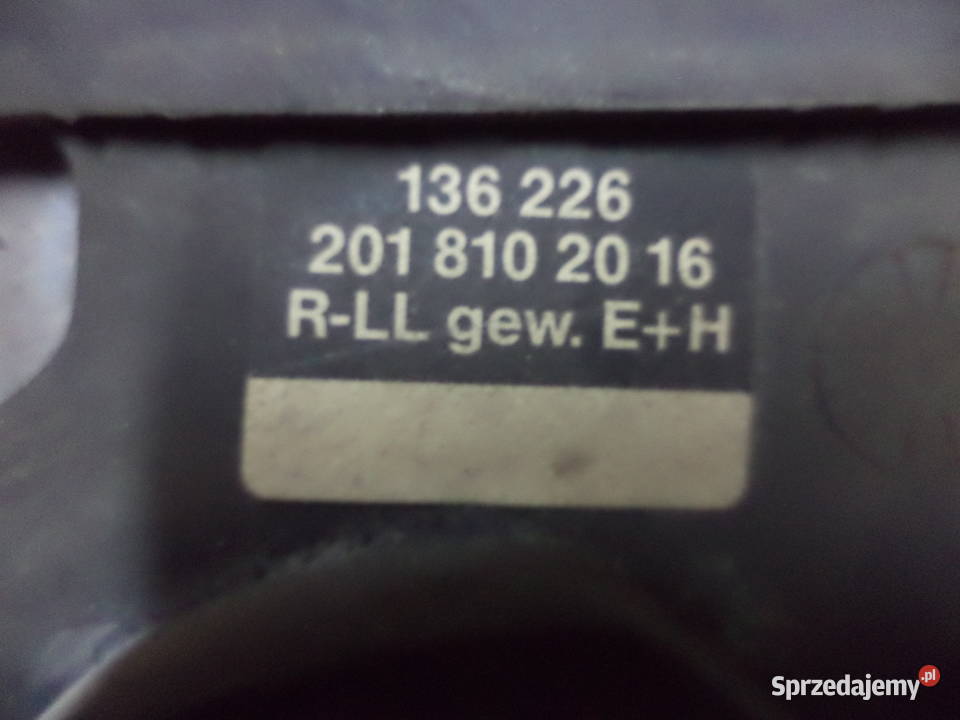 136 226
201 810 20 16
R-LL gew. E+H
Sprzedajemy.pl